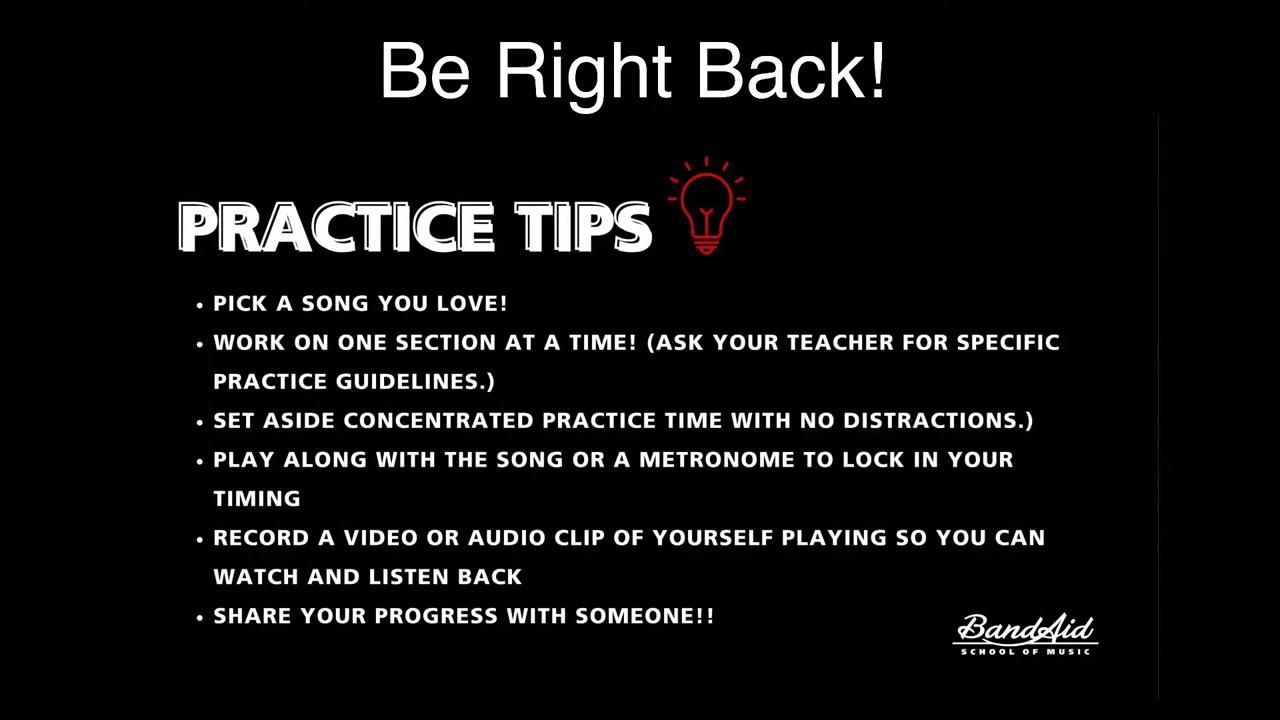 Be Right Back!
PRACTICE TIPS
• PICK A SONG YOU LOVE!
• WORK ON ONE SECTION AT A TIME! (ASK YOUR TEACHER FOR SPECIFIC
PRACTICE GUIDELINES.)
• SET ASIDE CONCENTRATED PRACTICE TIME WITH NO DISTRACTIONS.)
• PLAY ALONG WITH THE SONG OR A METRONOME TO LOCK IN YOUR
TIMING
• RECORD A VIDEO OR AUDIO CLIP OF YOURSELF PLAYING SO YOU CAN
WATCH AND LISTEN BACK
• SHARE YOUR PROGRESS WITH SOMEONE!!
BandAid
SCHOOL OF MUSIC